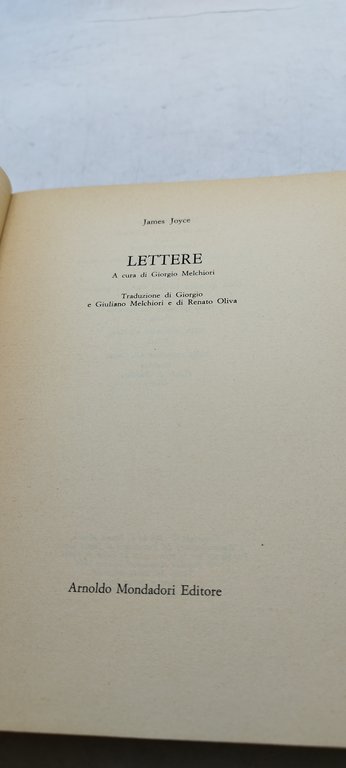 James Joyce
LETTERE
A cura di Giorgio Melchiori
Traduzione di Giorgio
e Giuliano Melchiori e di Renato Oliva
Arnoldo Mondadori Editore